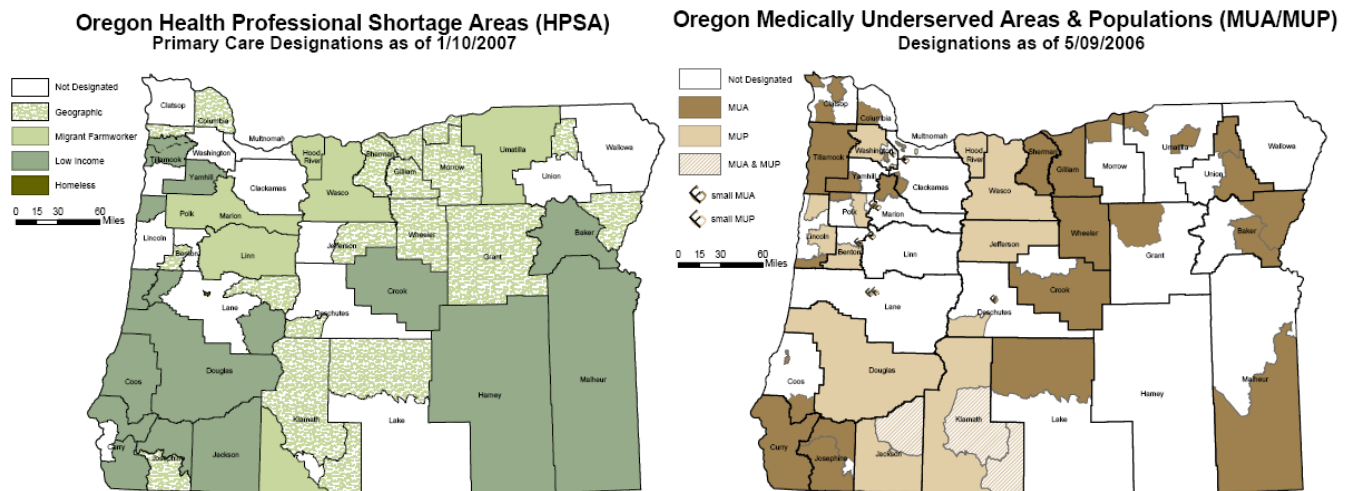 Oregon Health Professional Shortage Areas (HPSA)
Primary Care Designations as of 1/10/2007
Not Designated
Geographic
Migrant Farmworker
Low Income
Homeless
0 15 30 60
Miles
Clatsop
Columbia
Multnomah
Tillamook
Washington
Yamhill
Clackamas
Hood River
Wasco
Sherman
Gilliam
Morrow
Umatilla
Union
Wallowa
Polk
Marion
Lincoln
Benton
Linn
Jefferson
Wheeler
Grant
Baker
Crook
Lane
Deschutes
Coos
Douglas
Harney
Malheur
Klamath
Lake
Curry
Josephine
Jackson
Oregon Medically Underserved Areas & Populations (MUA/MUP)
Designations as of 5/09/2006
Not Designated
MUA
MUP
MUA & MUP
small MUA
small MUP
0 15 30 60
Miles
Clatsop
Columbia
Multnomah
Tillamook
Washington
Yamhill
Clackamas
Hood River
Wasco
Sherman
Gilliam
Morrow
Umatilla
Union
Wallowa
Polk
Marion
Lincoln
Benton
Linn
Jefferson
Wheeler
Grant
Baker
Crook
Lane
Deschutes
Coos
Douglas
Harney
Malheur
Klamath
Lake
Curry
Josephine
Jackson